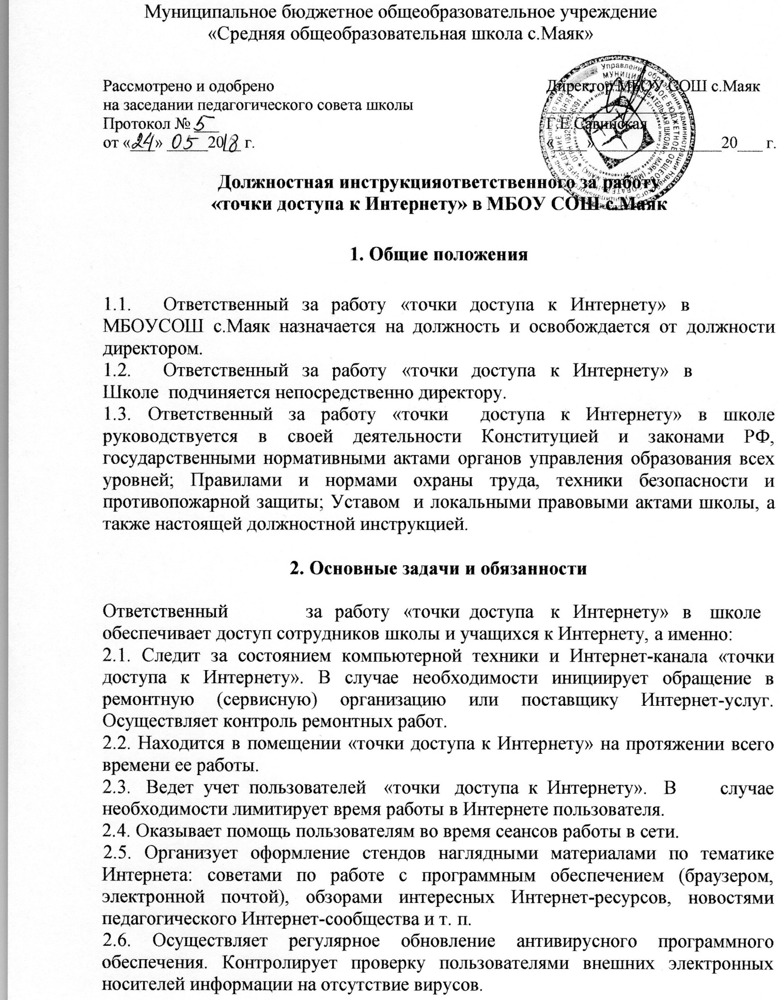 Муниципальное бюджетное общеобразовательное учреждение
«Средняя общеобразовательная школа с.Маяк»
Рассмотрено и одобрено
на заседании педагогического совета школы
Протокол № 5
от «24» 05 2018 г.
Директор МБОУ СОШ с.Маяк
Г.Е.Савинская
«___» ______________20___ г.
Должностная инструкцияответственного за работу
«точки доступа к Интернету» в МБОУ СОШ с.Маяк
1. Общие положения
1.1. Ответственный за работу «точки доступа к Интернету» в
МБОУСОШ с.Маяк назначается на должность и освобождается от должности
директором.
1.2. Ответственный за работу «точки доступа к Интернету» в
Школе подчиняется непосредственно директору.
1.3. Ответственный за работу «точки доступа к Интернету» в школе
руководствуется в своей деятельности Конституцией и законами РФ,
государственными нормативными актами органов управления образования всех
уровней; Правилами и нормами охраны труда, техники безопасности и
противопожарной защиты; Уставом и локальными правовыми актами школы, а
также настоящей должностной инструкцией.
2. Основные задачи и обязанности
Ответственный за работу «точки доступа к Интернету» в школе
обеспечивает доступ сотрудников школы и учащихся к Интернету, а именно:
2.1. Следит за состоянием компьютерной техники и Интернет-канала «точки
доступа к Интернету». В случае необходимости инициирует обращение в
ремонтную (сервисную) организацию или поставщику Интернет-услуг.
Осуществляет контроль ремонтных работ.
2.2. Находится в помещении «точки доступа к Интернету» на протяжении всего
времени ее работы.
2.3. Ведет учет пользователей «точки доступа к Интернету». В случае
необходимости лимитирует время работы в Интернете пользователя.
2.4. Оказывает помощь пользователям во время сеансов работы в сети.
2.5. Организует оформление стендов наглядными материалами по тематике
Интернета: советами по работе с программным обеспечением (браузером,
электронной почтой), обзорами интересных Интернет-ресурсов, новостями
педагогического Интернет-сообщества и т. п.
2.6. Осуществляет регулярное обновление антивирусного программного
обеспечения. Контролирует проверку пользователями внешних электронных
носителей информации на отсутствие вирусов.